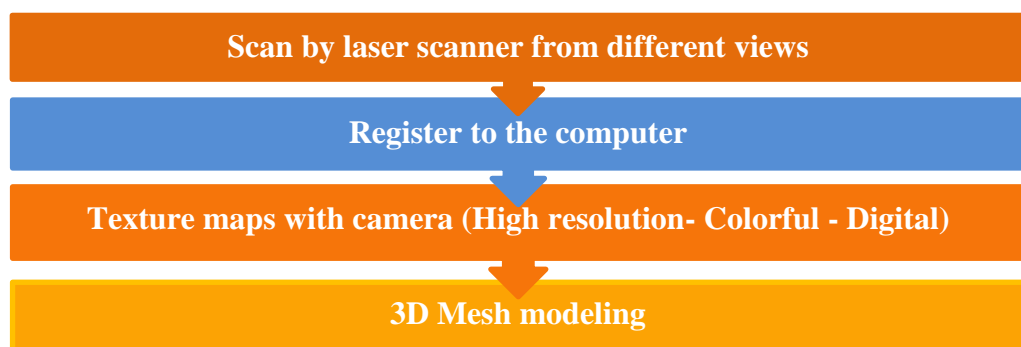 Scan by laser scanner from different views
Register to the computer
Texture maps with camera (High resolution- Colorful - Digital)
3D Mesh modeling